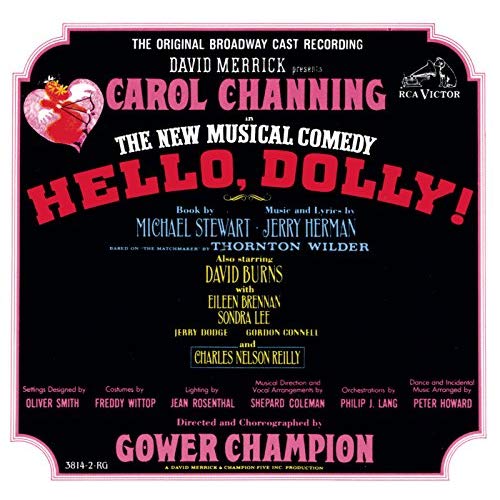 THE ORIGINAL BROADWAY CAST RECORDING
DAVID MERRICK presents
CAROL CHANNING
RCA VICTOR
in
THE NEW MUSICAL COMEDY
HELLO, DOLLY!
Book by
Music and Lyrics by
MICHAEL STEWART · JERRY HERMAN
BASED ON "THE MATCHMAKER" BY THORNTON WILDER
Also starring
DAVID BURNS
with
EILEEN BRENNAN
SONDRA LEE
JERRY DODGE GORDON CONNELL
and
CHARLES NELSON REILLY
Settings Designed by
OLIVER SMITH
Costumes by
FREDDY WITTOP
Lighting by
JEAN ROSENTHAL
Musical Direction and
Vocal Arrangements by
SHEPARD COLEMAN
Orchestrations by
PHILIP J. LANG
Dance and Incidental
Music Arranged by
PETER HOWARD
Directed and Choreographed by
GOWER CHAMPION
3814-2-RG
A DAVID MERRICK & CHAMPION FIVE INC PRODUCTION